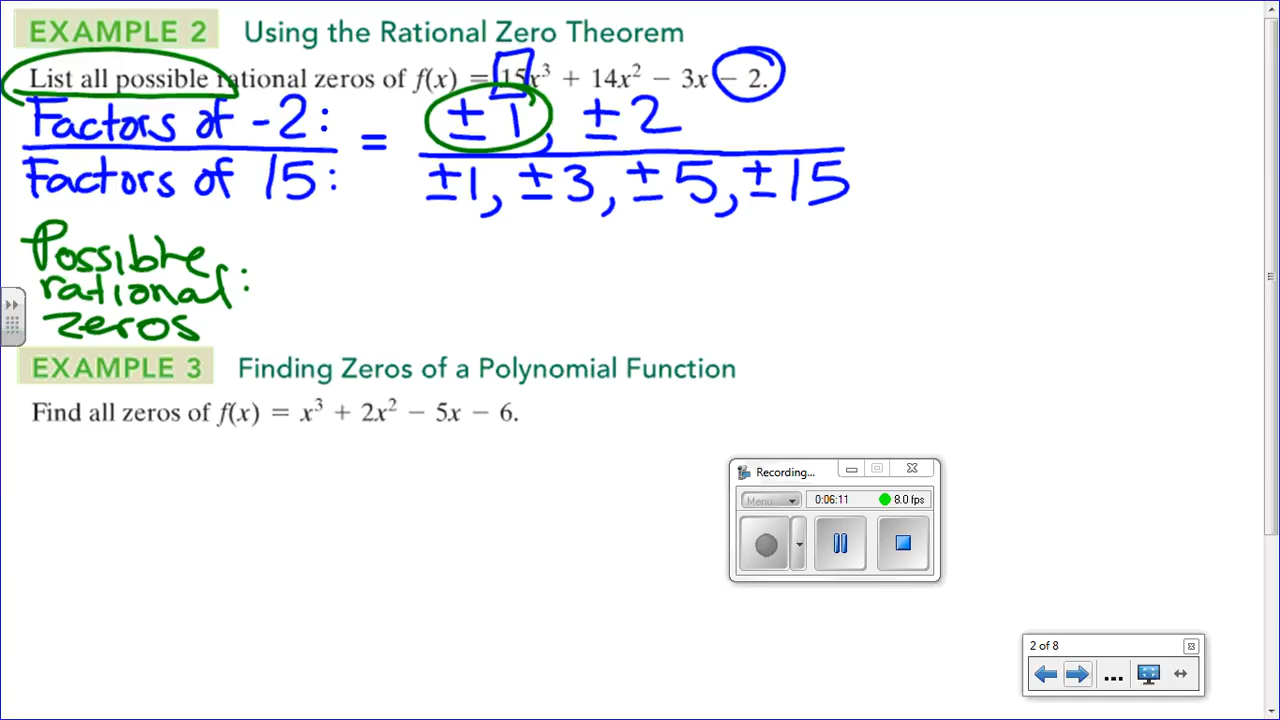 EXAMPLE 2 Using the Rational Zero Theorem
List all possible rational zeros of f(x) = 15x³ + 14x² − 3x − 2.
Factors of -2: = ± 1, ± 2
Factors of 15: ±1, ±3, ±5, ±15
Possible
rational:
zeros
EXAMPLE 3 Finding Zeros of a Polynomial Function
Find all zeros of f(x) = x³ + 2x² − 5x − 6.
Recording...
Menu 0:06:11 8.0 fps
2 of 8